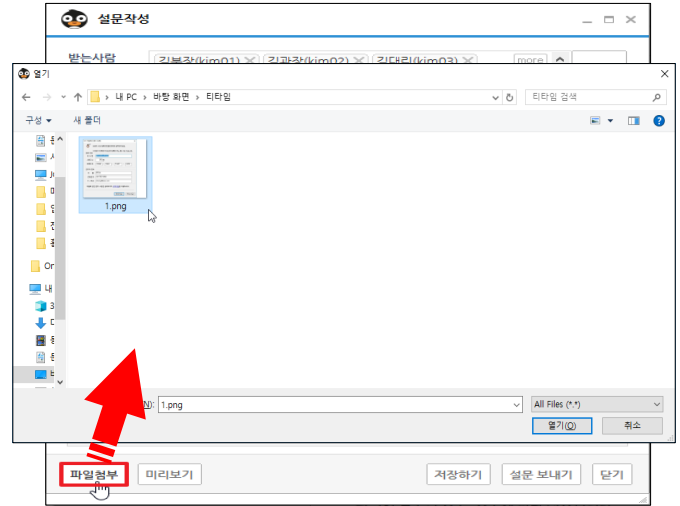 설문작성
받는사람
김부장(kim01) 김과장(kim02) 김대리(kim03) more
열기
내 PC > 바탕 화면 > 티타임
티타임 검색
구성
새 폴더
1.png
(N): 1.png
All Files (*.*)
열기(O)
취소
파일첨부
미리보기
저장하기
설문 보내기
닫기